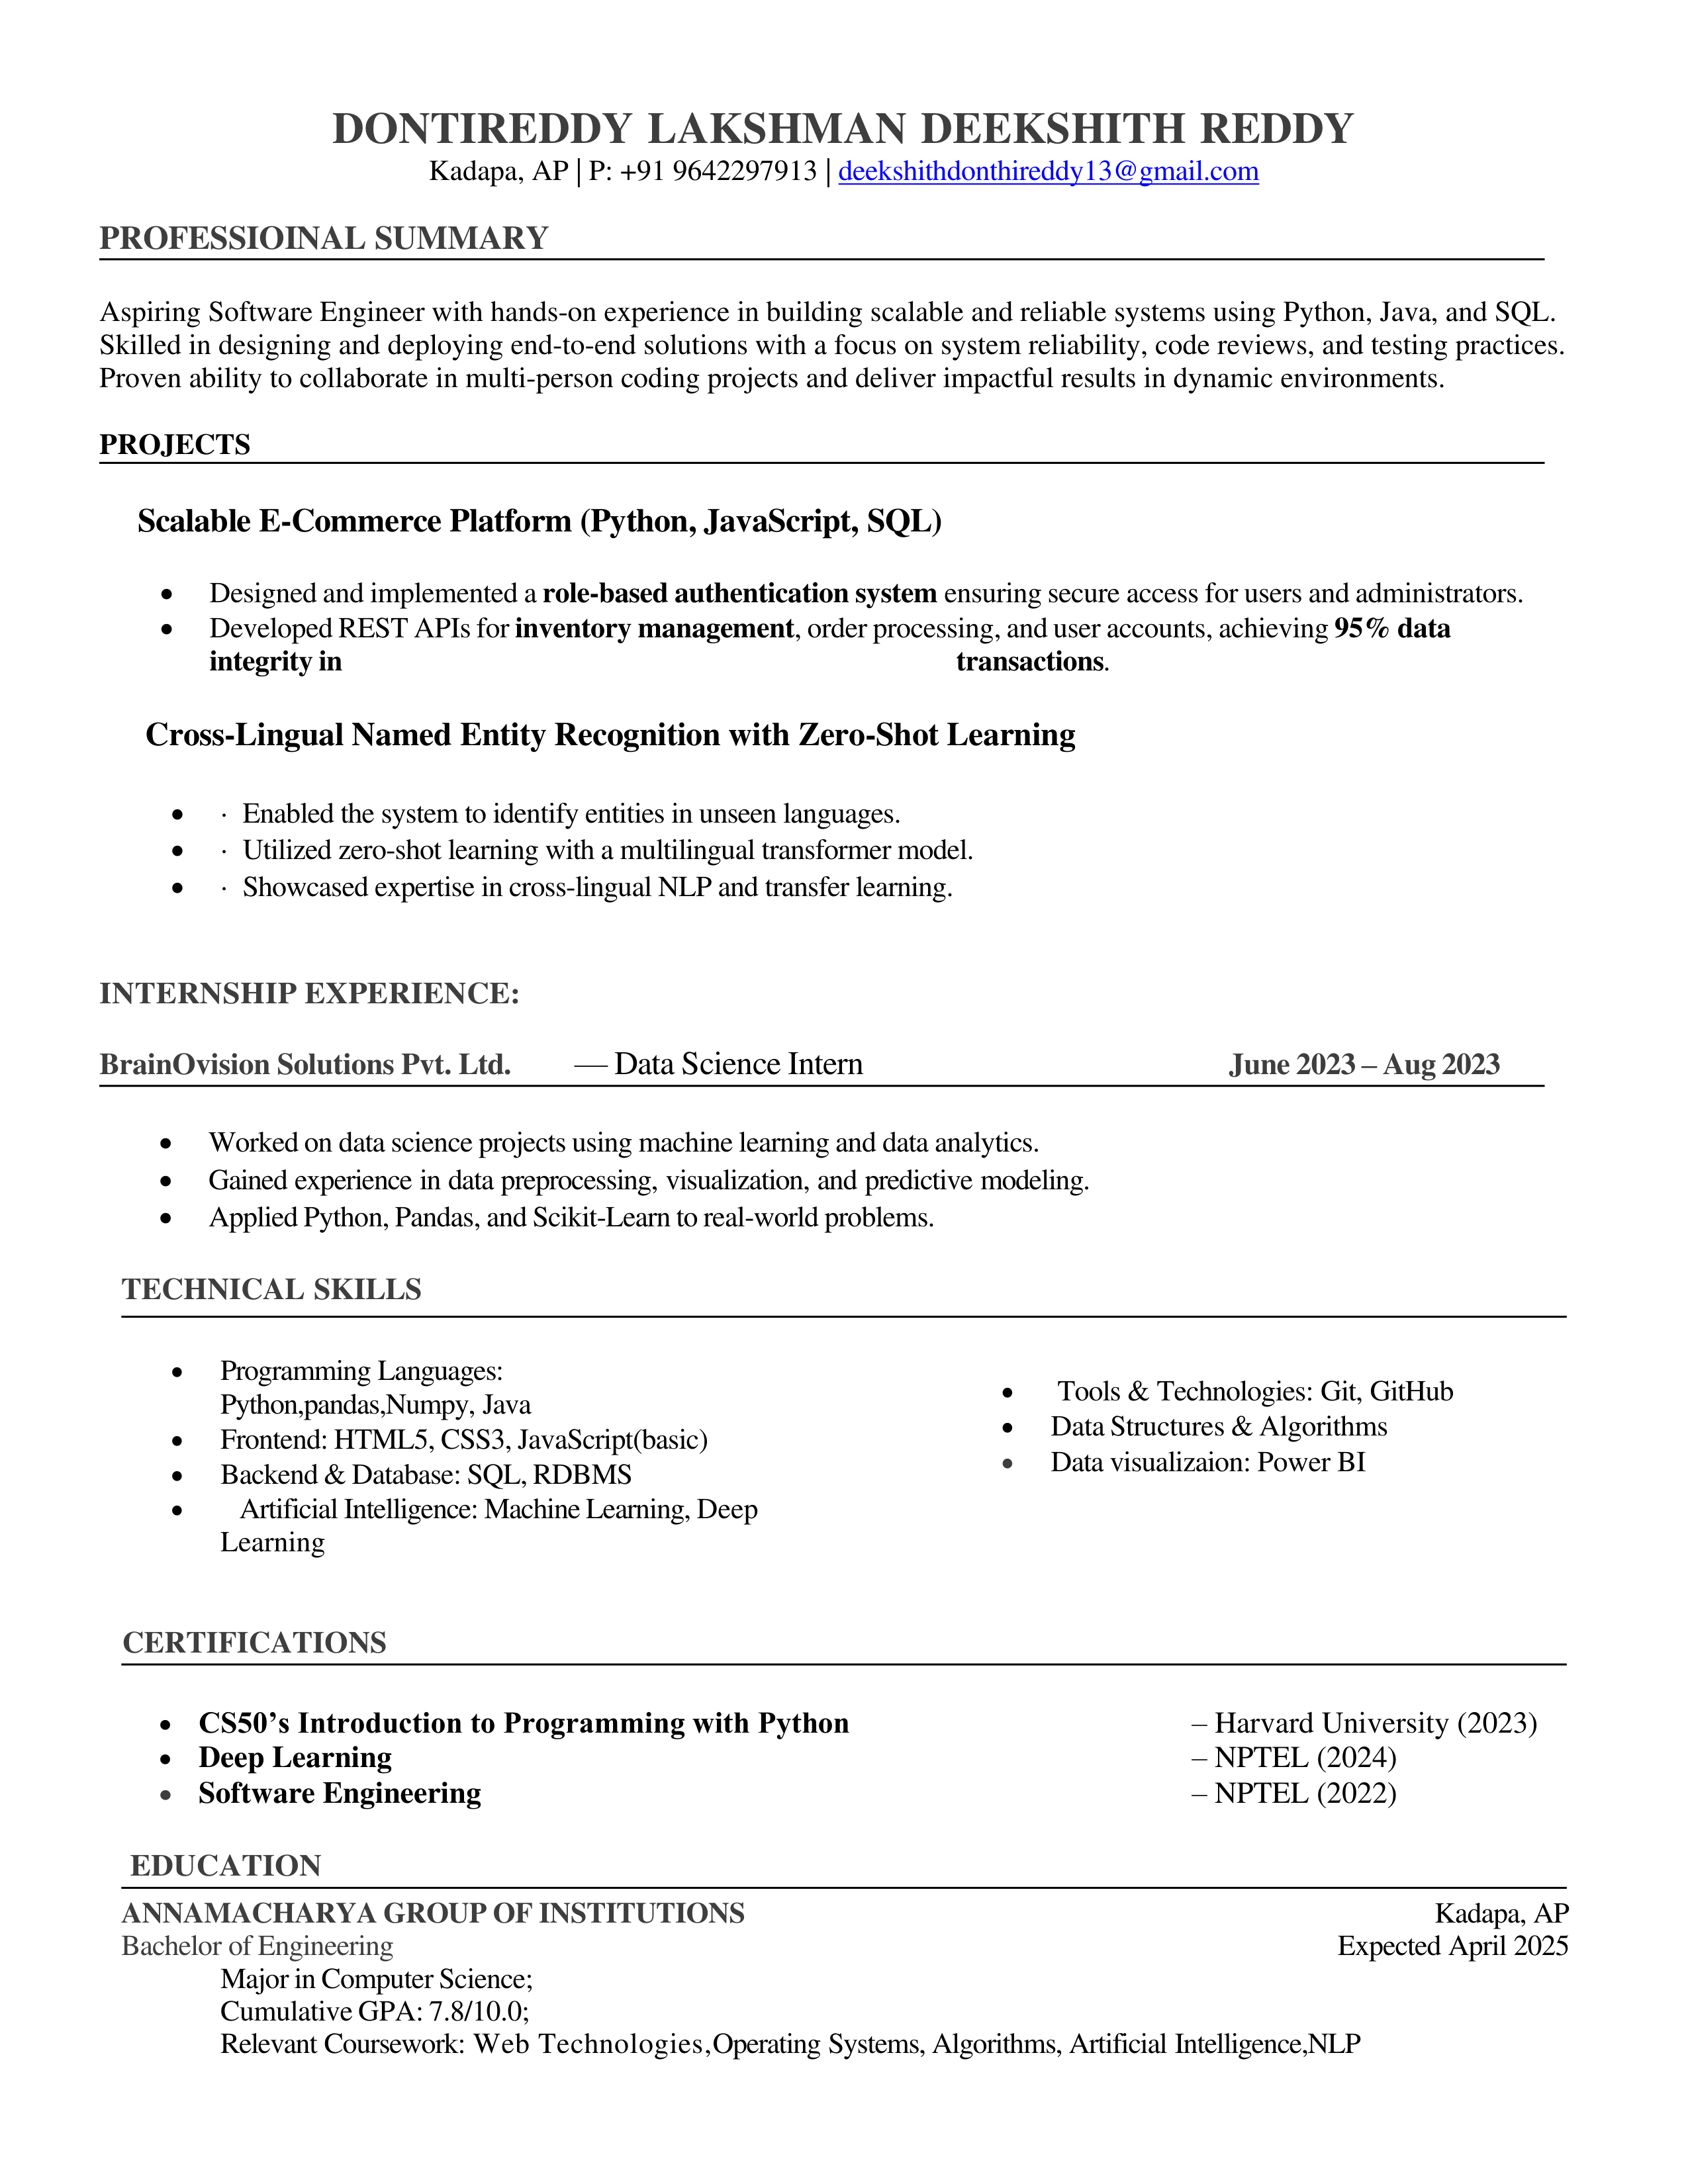 DONTIREDDY LAKSHMAN DEEKSHITH REDDY
Kadapa, AP | P: +91 9642297913 | deekshithdonthireddy13@gmail.com
PROFESSIOINAL SUMMARY
Aspiring Software Engineer with hands-on experience in building scalable and reliable systems using Python, Java, and SQL.
Skilled in designing and deploying end-to-end solutions with a focus on system reliability, code reviews, and testing practices.
Proven ability to collaborate in multi-person coding projects and deliver impactful results in dynamic environments.
PROJECTS
Scalable E-Commerce Platform (Python, JavaScript, SQL)
• Designed and implemented a role-based authentication system ensuring secure access for users and administrators.
• Developed REST APIs for inventory management, order processing, and user accounts, achieving 95% data
integrity in transactions.
Cross-Lingual Named Entity Recognition with Zero-Shot Learning
• · Enabled the system to identify entities in unseen languages.
• · Utilized zero-shot learning with a multilingual transformer model.
• · Showcased expertise in cross-lingual NLP and transfer learning.
INTERNSHIP EXPERIENCE:
BrainOvision Solutions Pvt. Ltd. — Data Science Intern June 2023 – Aug 2023
• Worked on data science projects using machine learning and data analytics.
• Gained experience in data preprocessing, visualization, and predictive modeling.
• Applied Python, Pandas, and Scikit-Learn to real-world problems.
TECHNICAL SKILLS
• Programming Languages:
Python,pandas,Numpy, Java
• Frontend: HTML5, CSS3, JavaScript(basic)
• Backend & Database: SQL, RDBMS
• Artificial Intelligence: Machine Learning, Deep
Learning
• Tools & Technologies: Git, GitHub
• Data Structures & Algorithms
• Data visualizaion: Power BI
CERTIFICATIONS
• CS50’s Introduction to Programming with Python – Harvard University (2023)
• Deep Learning – NPTEL (2024)
• Software Engineering – NPTEL (2022)
EDUCATION
ANNAMACHARYA GROUP OF INSTITUTIONS Kadapa, AP
Bachelor of Engineering Expected April 2025
Major in Computer Science;
Cumulative GPA: 7.8/10.0;
Relevant Coursework: Web Technologies,Operating Systems, Algorithms, Artificial Intelligence,NLP